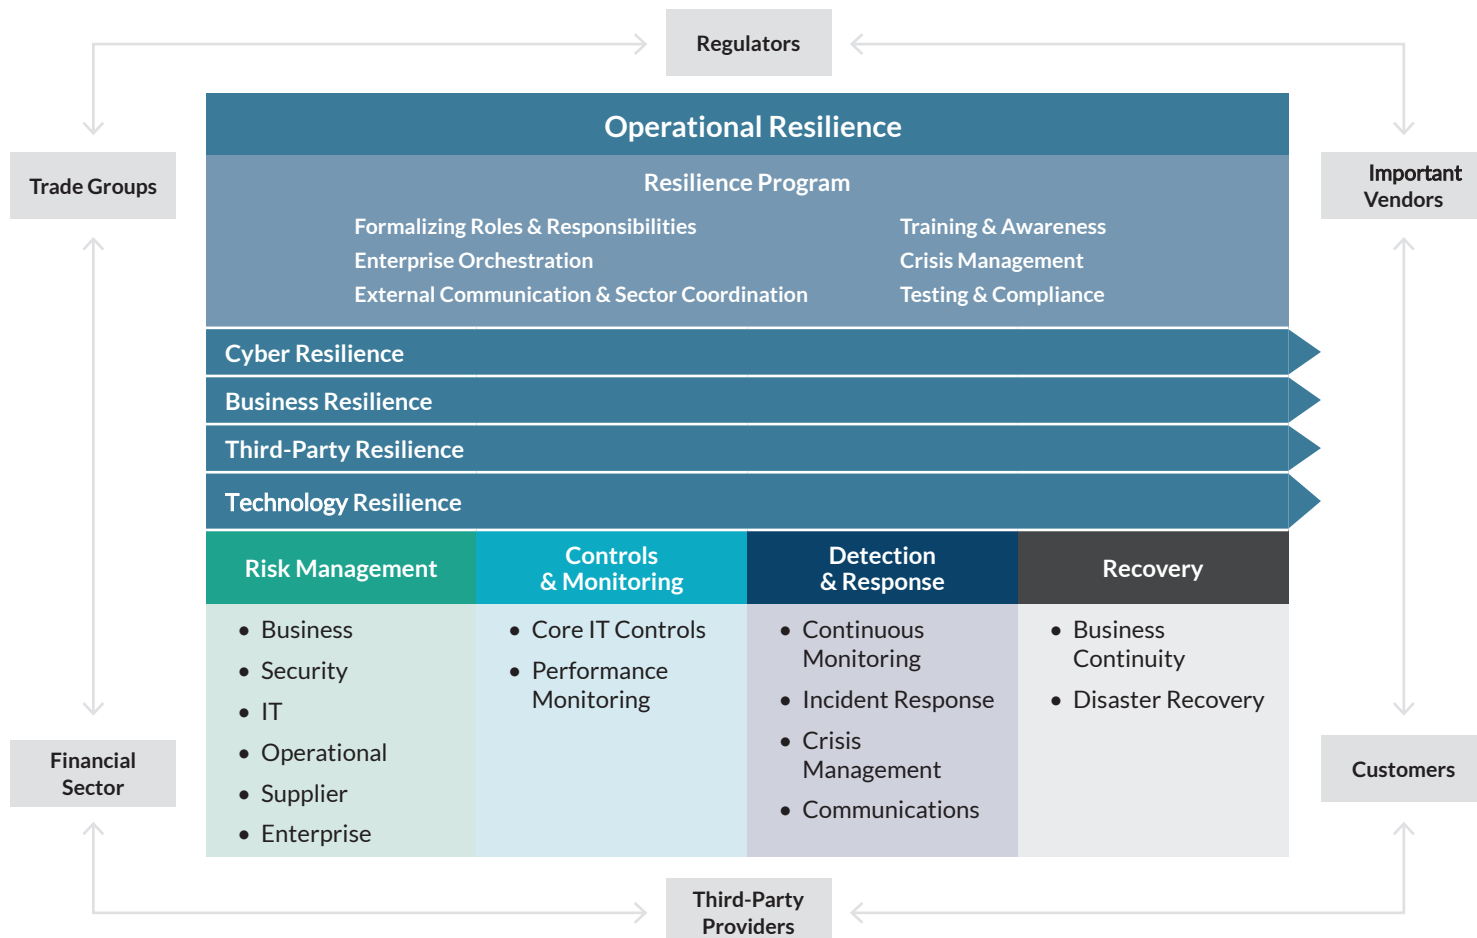 Regulators
Trade Groups
Important
Vendors
Operational Resilience
Resilience Program
Formalizing Roles & Responsibilities
Enterprise Orchestration
External Communication & Sector Coordination
Training & Awareness
Crisis Management
Testing & Compliance
Cyber Resilience
Business Resilience
Third-Party Resilience
Technology Resilience
Risk Management
• Business
• Security
• IT
• Operational
• Supplier
• Enterprise
Controls
& Monitoring
• Core IT Controls
• Performance
Monitoring
Detection
& Response
• Continuous
Monitoring
• Incident Response
• Crisis
Management
• Communications
Recovery
• Business
Continuity
• Disaster Recovery
Financial
Sector
Customers
Third-Party
Providers